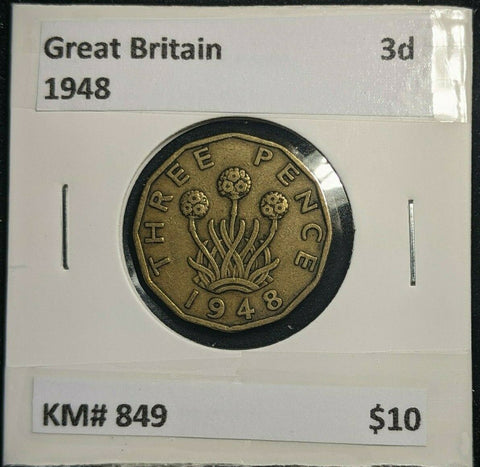 Great Britain 3d
1948
THREE PENCE
1948
KM# 849 $10